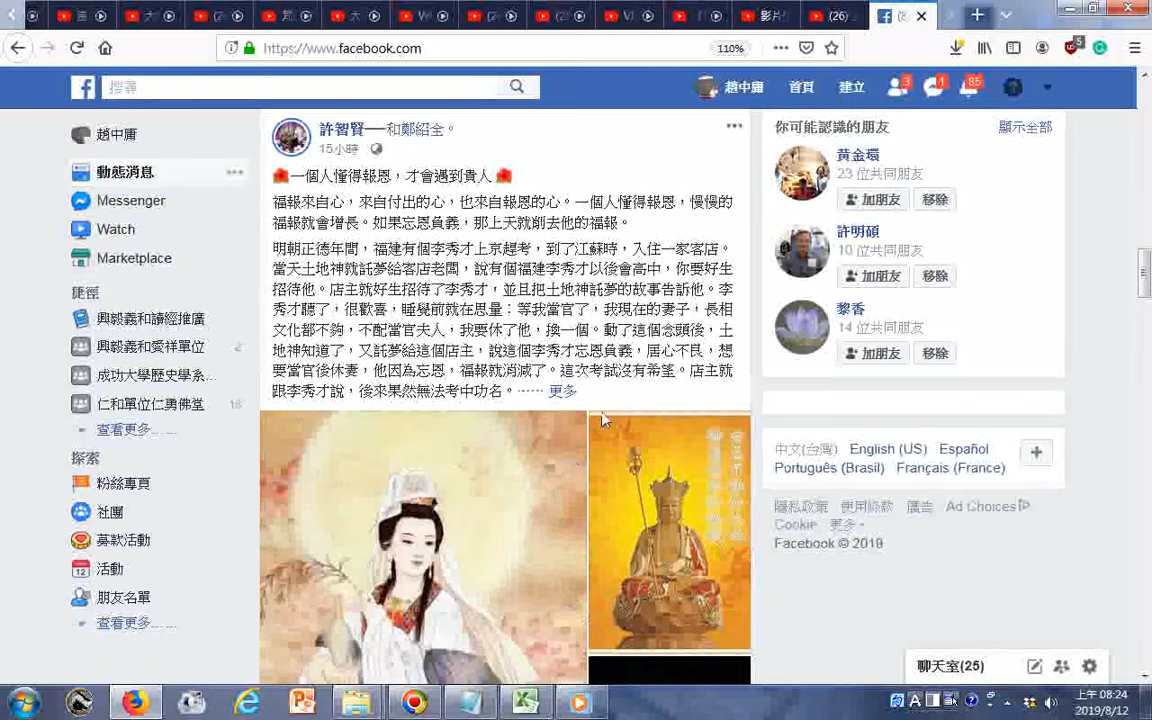 (26)
(8
https://www.facebook.com
110%
5
搜尋
趙中庸
首頁
建立
3
1
85
趙中庸
動態消息
Messenger
Watch
Marketplace
捷徑
興毅義和讀經推廣
興毅義和愛祥單位 2
成功大學歷史學系...
仁和單位仁勇佛堂 16
查看更多......
探索
粉絲專頁
社團
募款活動
12
活動
朋友名單
查看更多......
許智賢──和鄭紹全。
15小時
一個人懂得報恩，才會遇到貴人
福報來自心，來自付出的心，也來自報恩的心。一個人懂得報恩，慢慢的
福報就會增長。如果忘恩負義，那上天就削去他的福報。
明朝正德年間，福建有個李秀才上京趕考，到了江蘇時，入住一家客店。
當天土地神就託夢給客店老闆，說有個福建李秀才以後會高中，你要好生
招待他。店主就好生招待了李秀才，並且把土地神託夢的故事告訴他。李
秀才聽了，很歡喜，睡覺前就在思量：等我當官了，我現在的妻子，長相
文化都不夠，不配當官夫人，我要休了他，換一個。動了這個念頭後，土
地神知道了，又託夢給這個店主，說這個李秀才忘恩負義，居心不良，想
要當官後休妻，他因為忘恩，福報就消減了。這次考試沒有希望。店主就
跟李秀才說，後來果然無法考中功名。⋯⋯ 更多
你可能認識的朋友
顯示全部
黃金環
23 位共同朋友
加朋友
移除
許明碩
10 位共同朋友
加朋友
移除
黎香
14 位共同朋友
加朋友
移除
中文(台灣) English (US) Español
Português (Brasil) Français (France)
隱私政策 使用條款 廣告 Ad Choices
Cookie 更多
Facebook © 2019
聊天室(25)
上午 08:24
2019/8/12